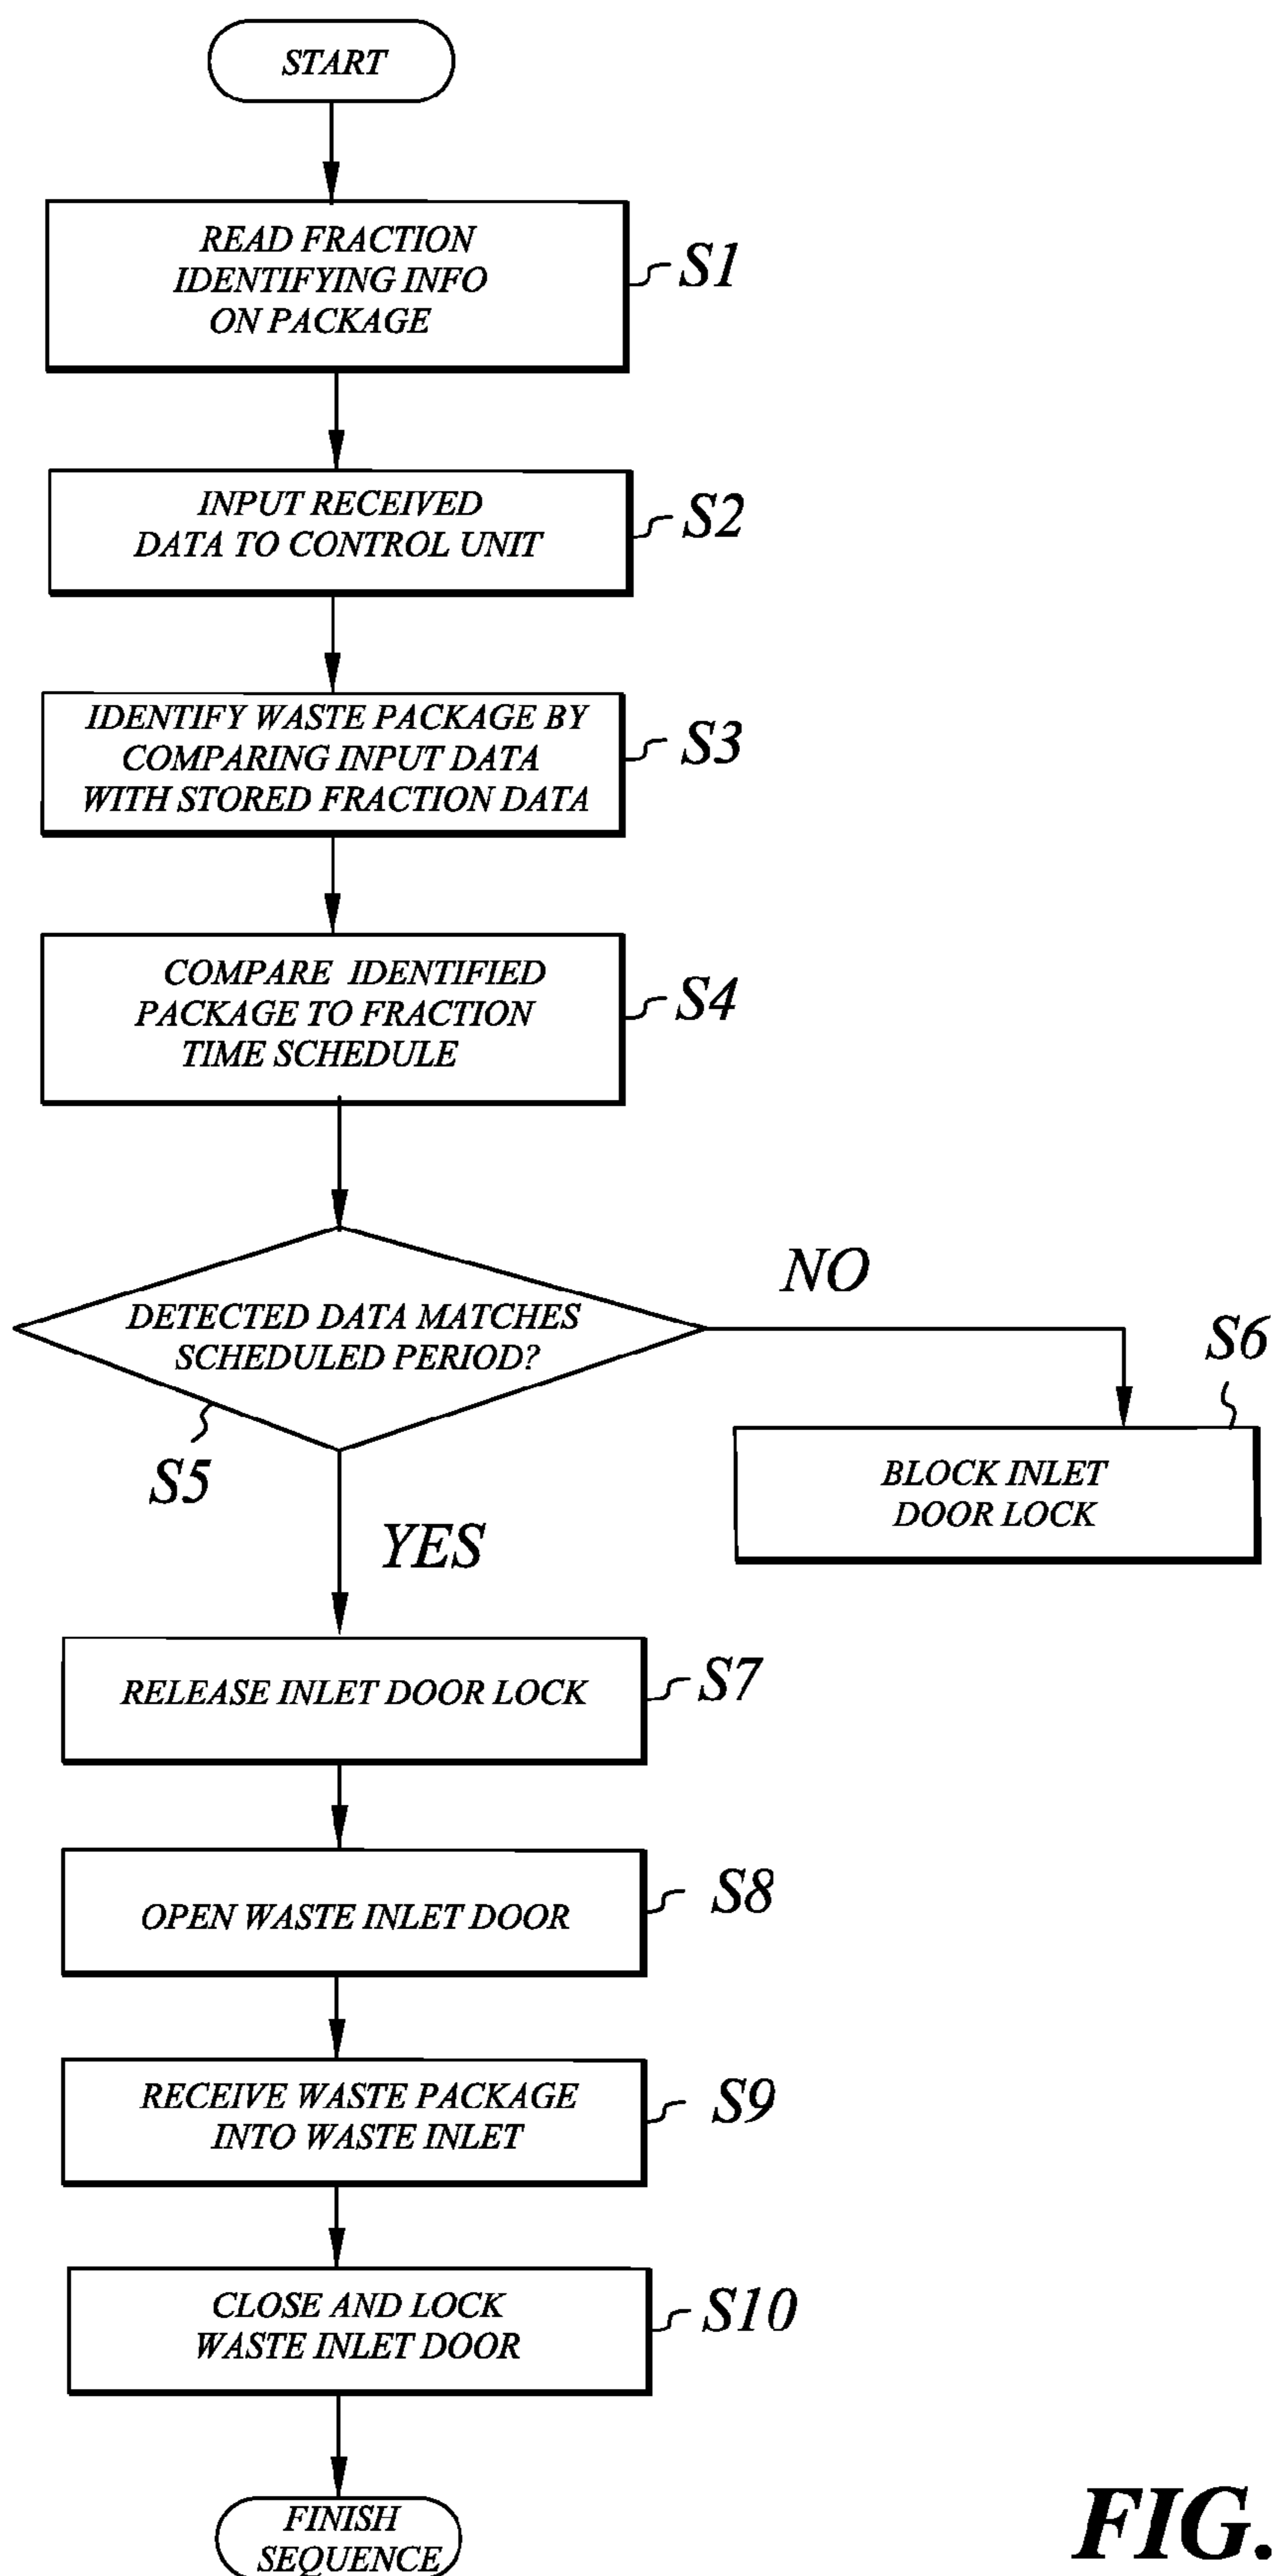 START
READ FRACTION
IDENTIFYING INFO
ON PACKAGE
S1
INPUT RECEIVED
DATA TO CONTROL UNIT
S2
IDENTIFY WASTE PACKAGE BY
COMPARING INPUT DATA
WITH STORED FRACTION DATA
S3
COMPARE IDENTIFIED
PACKAGE TO FRACTION
TIME SCHEDULE
S4
DETECTED DATA MATCHES
SCHEDULED PERIOD?
S5
NO
S6
BLOCK INLET
DOOR LOCK
YES
RELEASE INLET DOOR LOCK
S7
OPEN WASTE INLET DOOR
S8
RECEIVE WASTE PACKAGE
INTO WASTE INLET
S9
CLOSE AND LOCK
WASTE INLET DOOR
S10
FINISH
SEQUENCE
FIG.